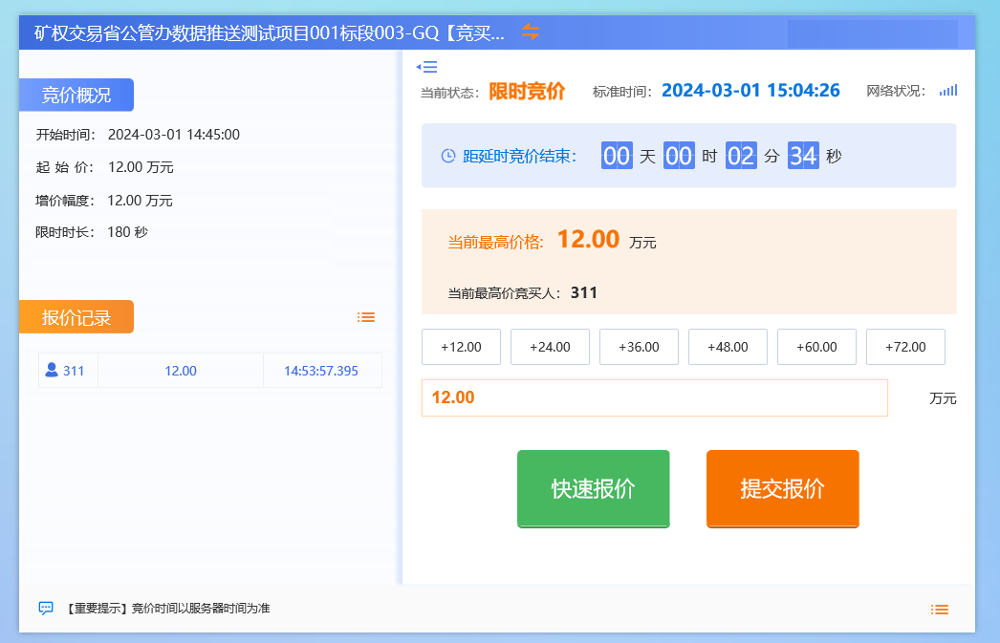 矿权交易省公管办数据推送测试项目001标段003-GQ【竞买...
竞价概况
开始时间： 2024-03-01 14:45:00
起 始 价： 12.00 万元
增价幅度： 12.00 万元
限时时长： 180 秒
报价记录
311 12.00 14:53:57.395
当前状态： 限时竞价 标准时间： 2024-03-01 15:04:26 网络状况：
距延时竞价结束： 00 天 00 时 02 分 34 秒
当前最高价格: 12.00 万元
当前最高价竞买人： 311
+12.00 +24.00 +36.00 +48.00 +60.00 +72.00
12.00 万元
快速报价 提交报价
【重要提示】竞价时间以服务器时间为准